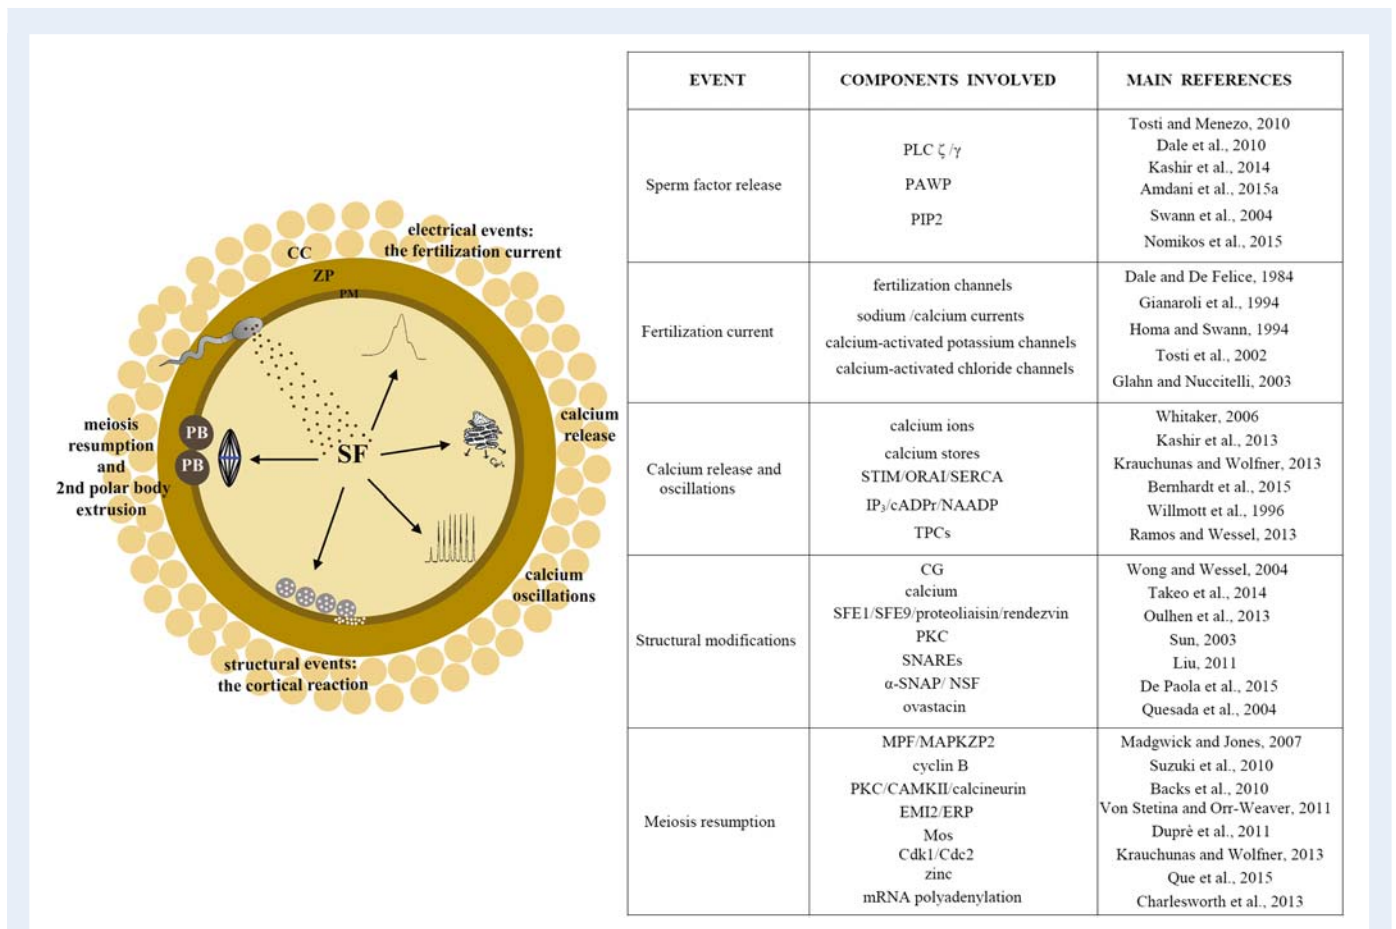 electrical events:
the fertilization current
CC
ZP
PM
PB
PB
SF
Ca²⁺
meiosis
resumption
and
2nd polar body
extrusion
calcium
release
calcium
oscillations
structural events:
the cortical reaction
EVENT COMPONENTS INVOLVED MAIN REFERENCES
Sperm factor release
PLC ζ /γ
PAWP
PIP2
Tosti and Menezo, 2010
Dale et al., 2010
Kashir et al., 2014
Amdani et al., 2015a
Swann et al., 2004
Nomikos et al., 2015
Fertilization current
fertilization channels
sodium /calcium currents
calcium-activated potassium channels
calcium-activated chloride channels
Dale and De Felice, 1984
Gianaroli et al., 1994
Homa and Swann, 1994
Tosti et al., 2002
Glahn and Nuccitelli, 2003
Calcium release and
oscillations
calcium ions
calcium stores
STIM/ORAI/SERCA
IP₃/cADPr/NAADP
TPCs
Whitaker, 2006
Kashir et al., 2013
Krauchunas and Wolfner, 2013
Bernhardt et al., 2015
Willmott et al., 1996
Ramos and Wessel, 2013
Structural modifications
CG
calcium
SFE1/SFE9/proteoliaisin/rendezvin
PKC
SNAREs
α-SNAP/ NSF
ovastacin
Wong and Wessel, 2004
Takeo et al., 2014
Oulhen et al., 2013
Sun, 2003
Liu, 2011
De Paola et al., 2015
Quesada et al., 2004
Meiosis resumption
MPF/MAPKZP2
cyclin B
PKC/CAMKII/calcineurin
EMI2/ERP
Mos
Cdk1/Cdc2
zinc
mRNA polyadenylation
Madgwick and Jones, 2007
Suzuki et al., 2010
Backs et al., 2010
Von Stetina and Orr-Weaver, 2011
Duprè et al., 2011
Krauchunas and Wolfner, 2013
Que et al., 2015
Charlesworth et al., 2013